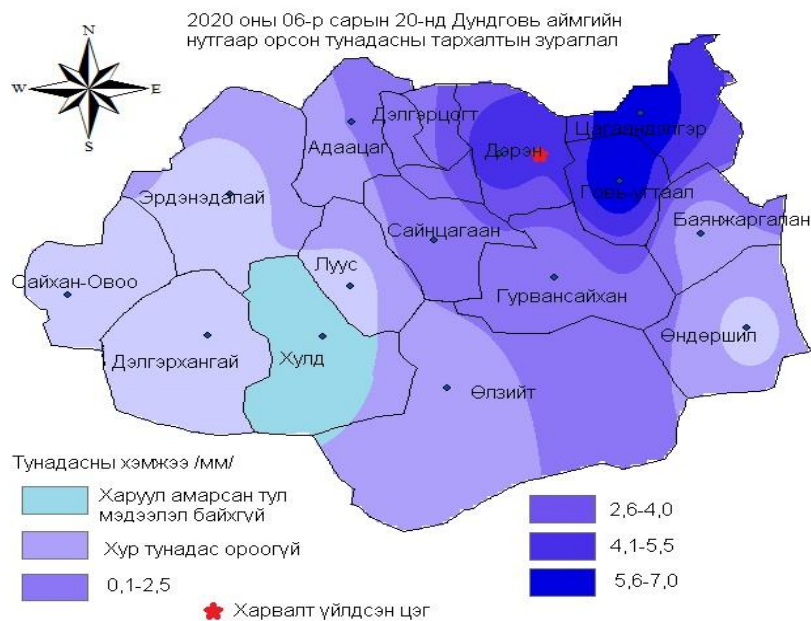 2020 оны 06-р сарын 20-нд Дундговь аймгийн
нутгаар орсон тунадасны тархалтын зураглал
N
W
E
S
Дэлгэрцогт
Цагаандэлгэр
Адаацаг
Дэрэн
Эрдэнэдалай
Говь-угтаал
Баянжаргалан
Сайнцагаан
Луус
Сайхан-Овоо
Гурвансайхан
Өндөршил
Дэлгэрхангай
Хулд
Өлзийт
Тунадасны хэмжээ /мм/
Харуул амарсан тул
мэдээлэл байхгүй
Хур тунадас ороогүй
0,1-2,5
2,6-4,0
4,1-5,5
5,6-7,0
Харвалт үйлдсэн цэг